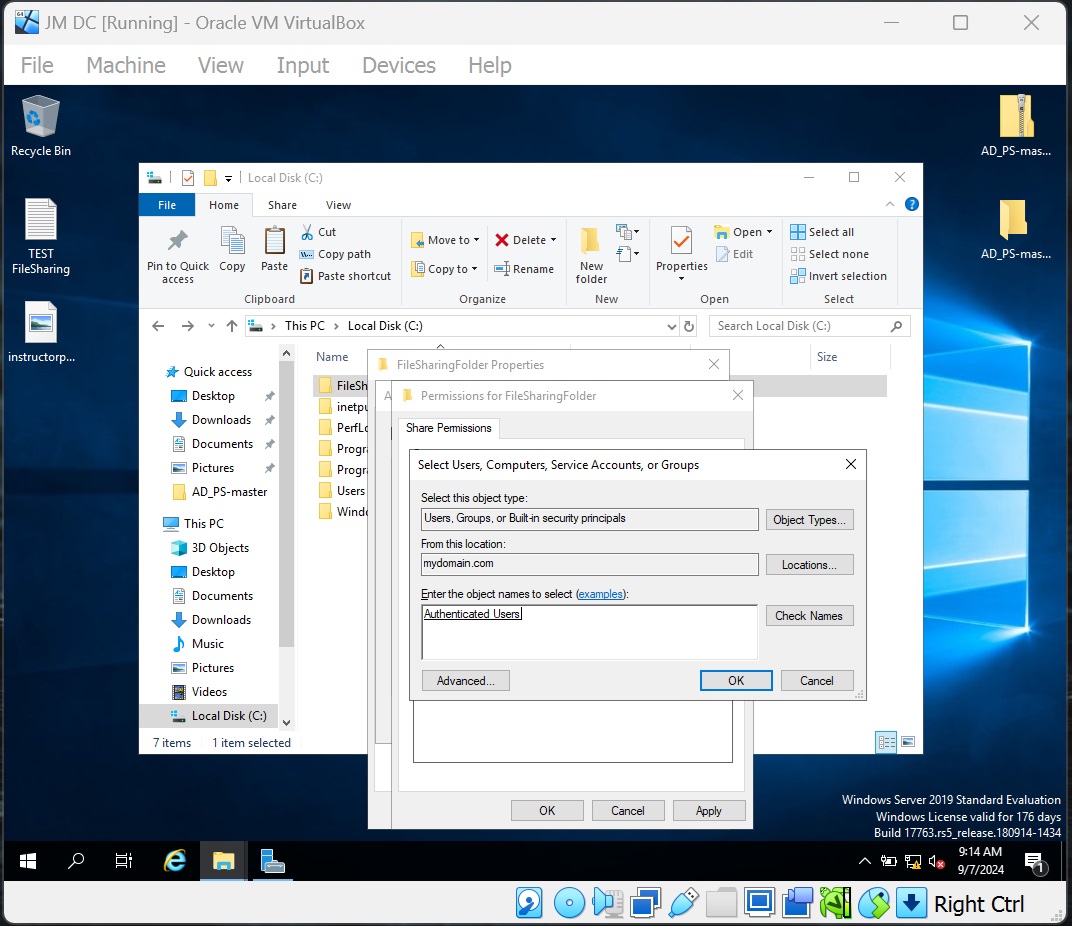 JM DC [Running] - Oracle VM VirtualBox
File Machine View Input Devices Help
Recycle Bin
AD_PS-mas...
TEST
FileSharing
AD_PS-mas...
instructorp...
Local Disk (C:)
File Home Share View
Pin to Quick
access
Copy
Paste
Cut
Copy path
Paste shortcut
Clipboard
Move to
Copy to
Delete
Rename
Organize
New
folder
New
Properties
Open
Edit
Open
Select all
Select none
Invert selection
Select
This PC > Local Disk (C:)
Search Local Disk (C:)
Quick access
Desktop
Downloads
Documents
Pictures
AD_PS-master
This PC
3D Objects
Desktop
Documents
Downloads
Music
Pictures
Videos
Local Disk (C:)
Name
Size
FileSh
inetpu
PerfLo
Progra
Progra
Users
Windo
7 items 1 item selected
FileSharingFolder Properties
Permissions for FileSharingFolder
Share Permissions
Select Users, Computers, Service Accounts, or Groups
Select this object type:
Users, Groups, or Built-in security principals
Object Types...
From this location:
mydomain.com
Locations...
Enter the object names to select (examples):
Authenticated Users
Check Names
Advanced...
OK
Cancel
OK
Cancel
Apply
Windows Server 2019 Standard Evaluation
Windows License valid for 176 days
Build 17763.rs5_release.180914-1434
9:14 AM
9/7/2024
1
Right Ctrl